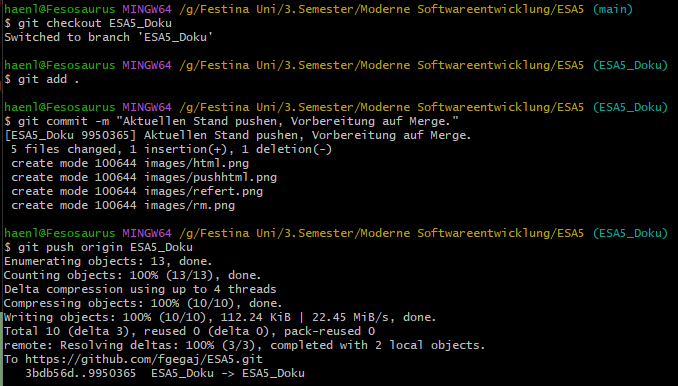 haenl@Fesosaurus MINGW64 /g/Festina Uni/3.Semester/Moderne Softwareentwicklung/ESA5 (main)
$ git checkout ESA5_Doku
Switched to branch 'ESA5_Doku'
haenl@Fesosaurus MINGW64 /g/Festina Uni/3.Semester/Moderne Softwareentwicklung/ESA5 (ESA5_Doku)
$ git add .
haenl@Fesosaurus MINGW64 /g/Festina Uni/3.Semester/Moderne Softwareentwicklung/ESA5 (ESA5_Doku)
$ git commit -m "Aktuellen Stand pushen, Vorbereitung auf Merge."
[ESA5_Doku 9950365] Aktuellen Stand pushen, Vorbereitung auf Merge.
 5 files changed, 1 insertion(+), 1 deletion(-)
 create mode 100644 images/html.png
 create mode 100644 images/pushhtml.png
 create mode 100644 images/refert.png
 create mode 100644 images/rm.png
haenl@Fesosaurus MINGW64 /g/Festina Uni/3.Semester/Moderne Softwareentwicklung/ESA5 (ESA5_Doku)
$ git push origin ESA5_Doku
Enumerating objects: 13, done.
Counting objects: 100% (13/13), done.
Delta compression using up to 4 threads
Compressing objects: 100% (10/10), done.
Writing objects: 100% (10/10), 112.24 KiB | 22.45 MiB/s, done.
Total 10 (delta 3), reused 0 (delta 0), pack-reused 0
remote: Resolving deltas: 100% (3/3), completed with 2 local objects.
To https://github.com/fgegaj/ESA5.git
   3bdb56d..9950365  ESA5_Doku -> ESA5_Doku